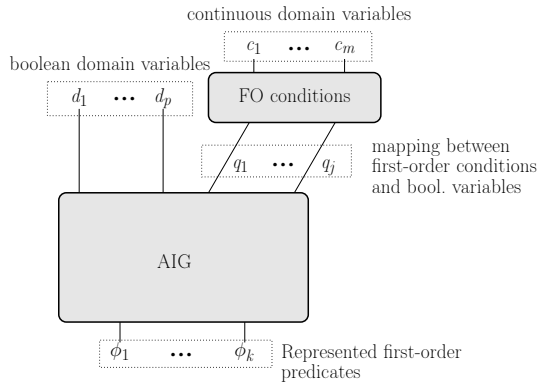 continuous domain variables
c₁ ••• cₘ
boolean domain variables
d₁ ••• dₚ
FO conditions
q₁ ••• qⱼ
mapping between
first-order conditions
and bool. variables
AIG
ϕ₁ ••• ϕₖ
Represented first-order
predicates